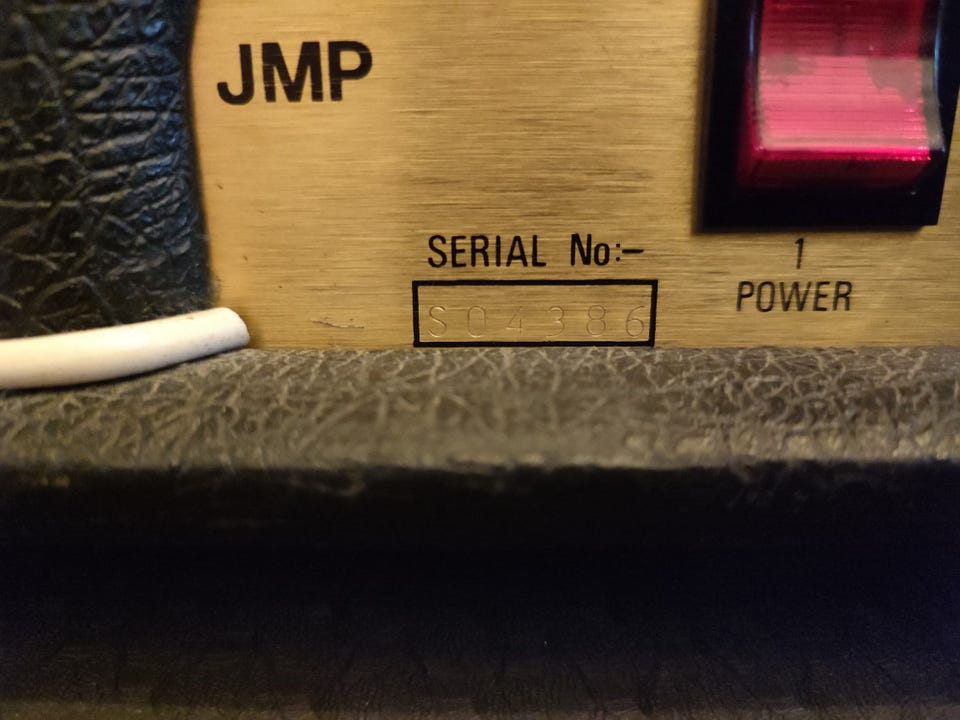 JMP
SERIAL No:-
S04386
1
POWER